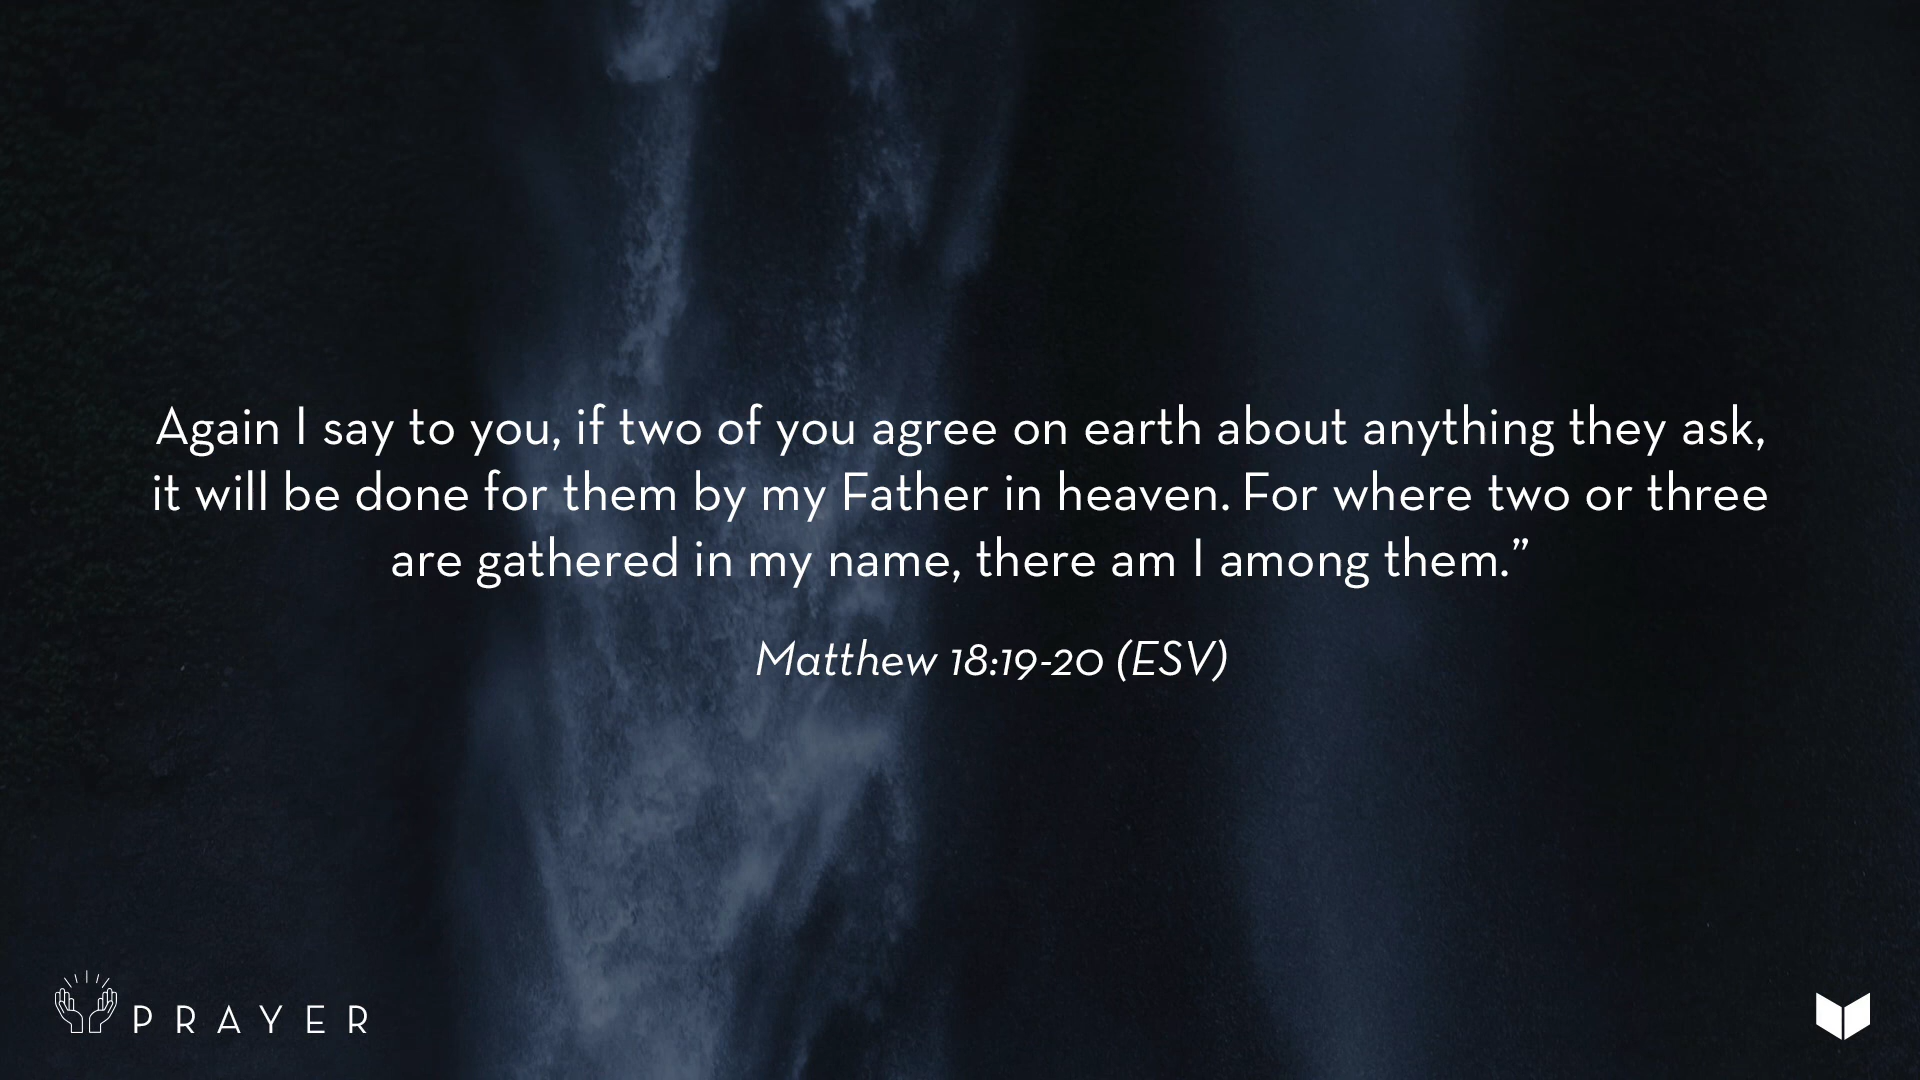 Again I say to you, if two of you agree on earth about anything they ask,
it will be done for them by my Father in heaven. For where two or three
are gathered in my name, there am I among them.”
Matthew 18:19-20 (ESV)
PRAYER